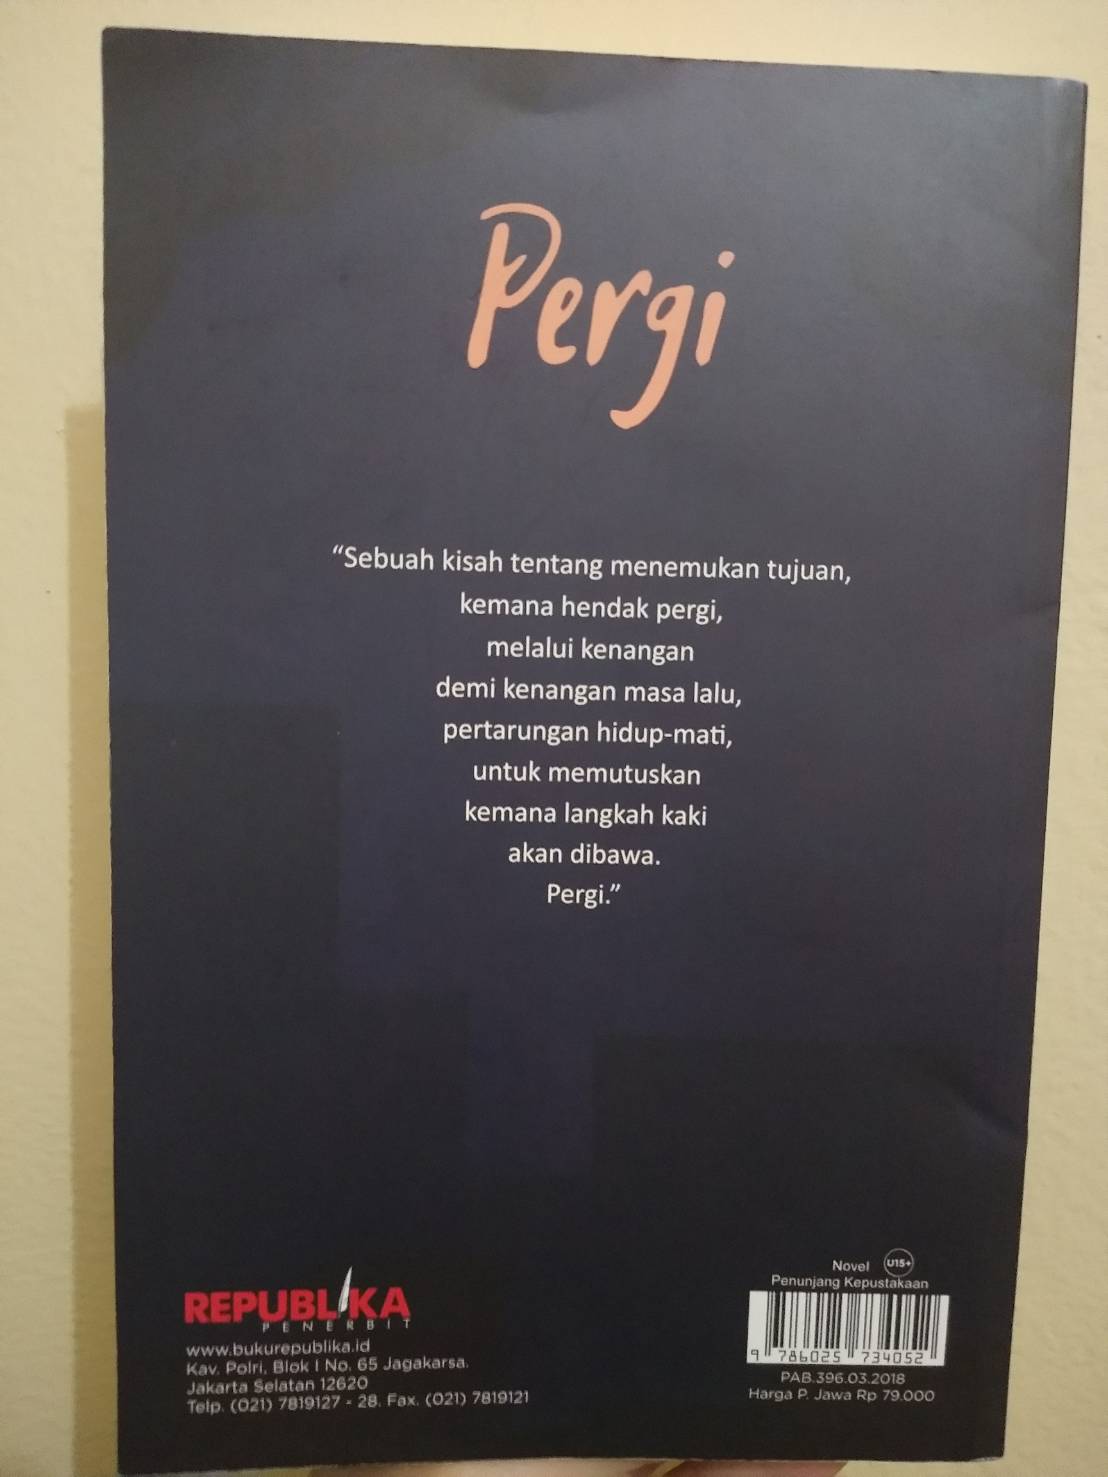 Pergi
“Sebuah kisah tentang menemukan tujuan,
kemana hendak pergi,
melalui kenangan
demi kenangan masa lalu,
pertarungan hidup-mati,
untuk memutuskan
kemana langkah kaki
akan dibawa.
Pergi.”
REPUBLIKA
PENERBIT
www.bukurepublika.id
Kav. Polri, Blok I No. 65 Jagakarsa.
Jakarta Selatan 12620
Telp. (021) 7819127 - 28. Fax. (021) 7819121
Novel U15+
Penunjang Kepustakaan
9 786025 734052
PAB.396.03.2018
Harga P. Jawa Rp 79.000